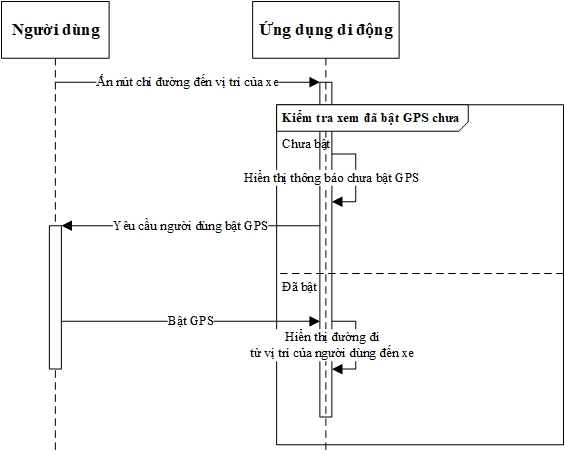 Người dùng
Ứng dụng di động
Ấn nút chỉ đường đến vị trí của xe
Kiểm tra xem đã bật GPS chưa
Chưa bật
Hiển thị thông báo chưa bật GPS
Yêu cầu người dùng bật GPS
Đã bật
Bật GPS
Hiển thị đường đi
từ vị trí của người dùng đến xe